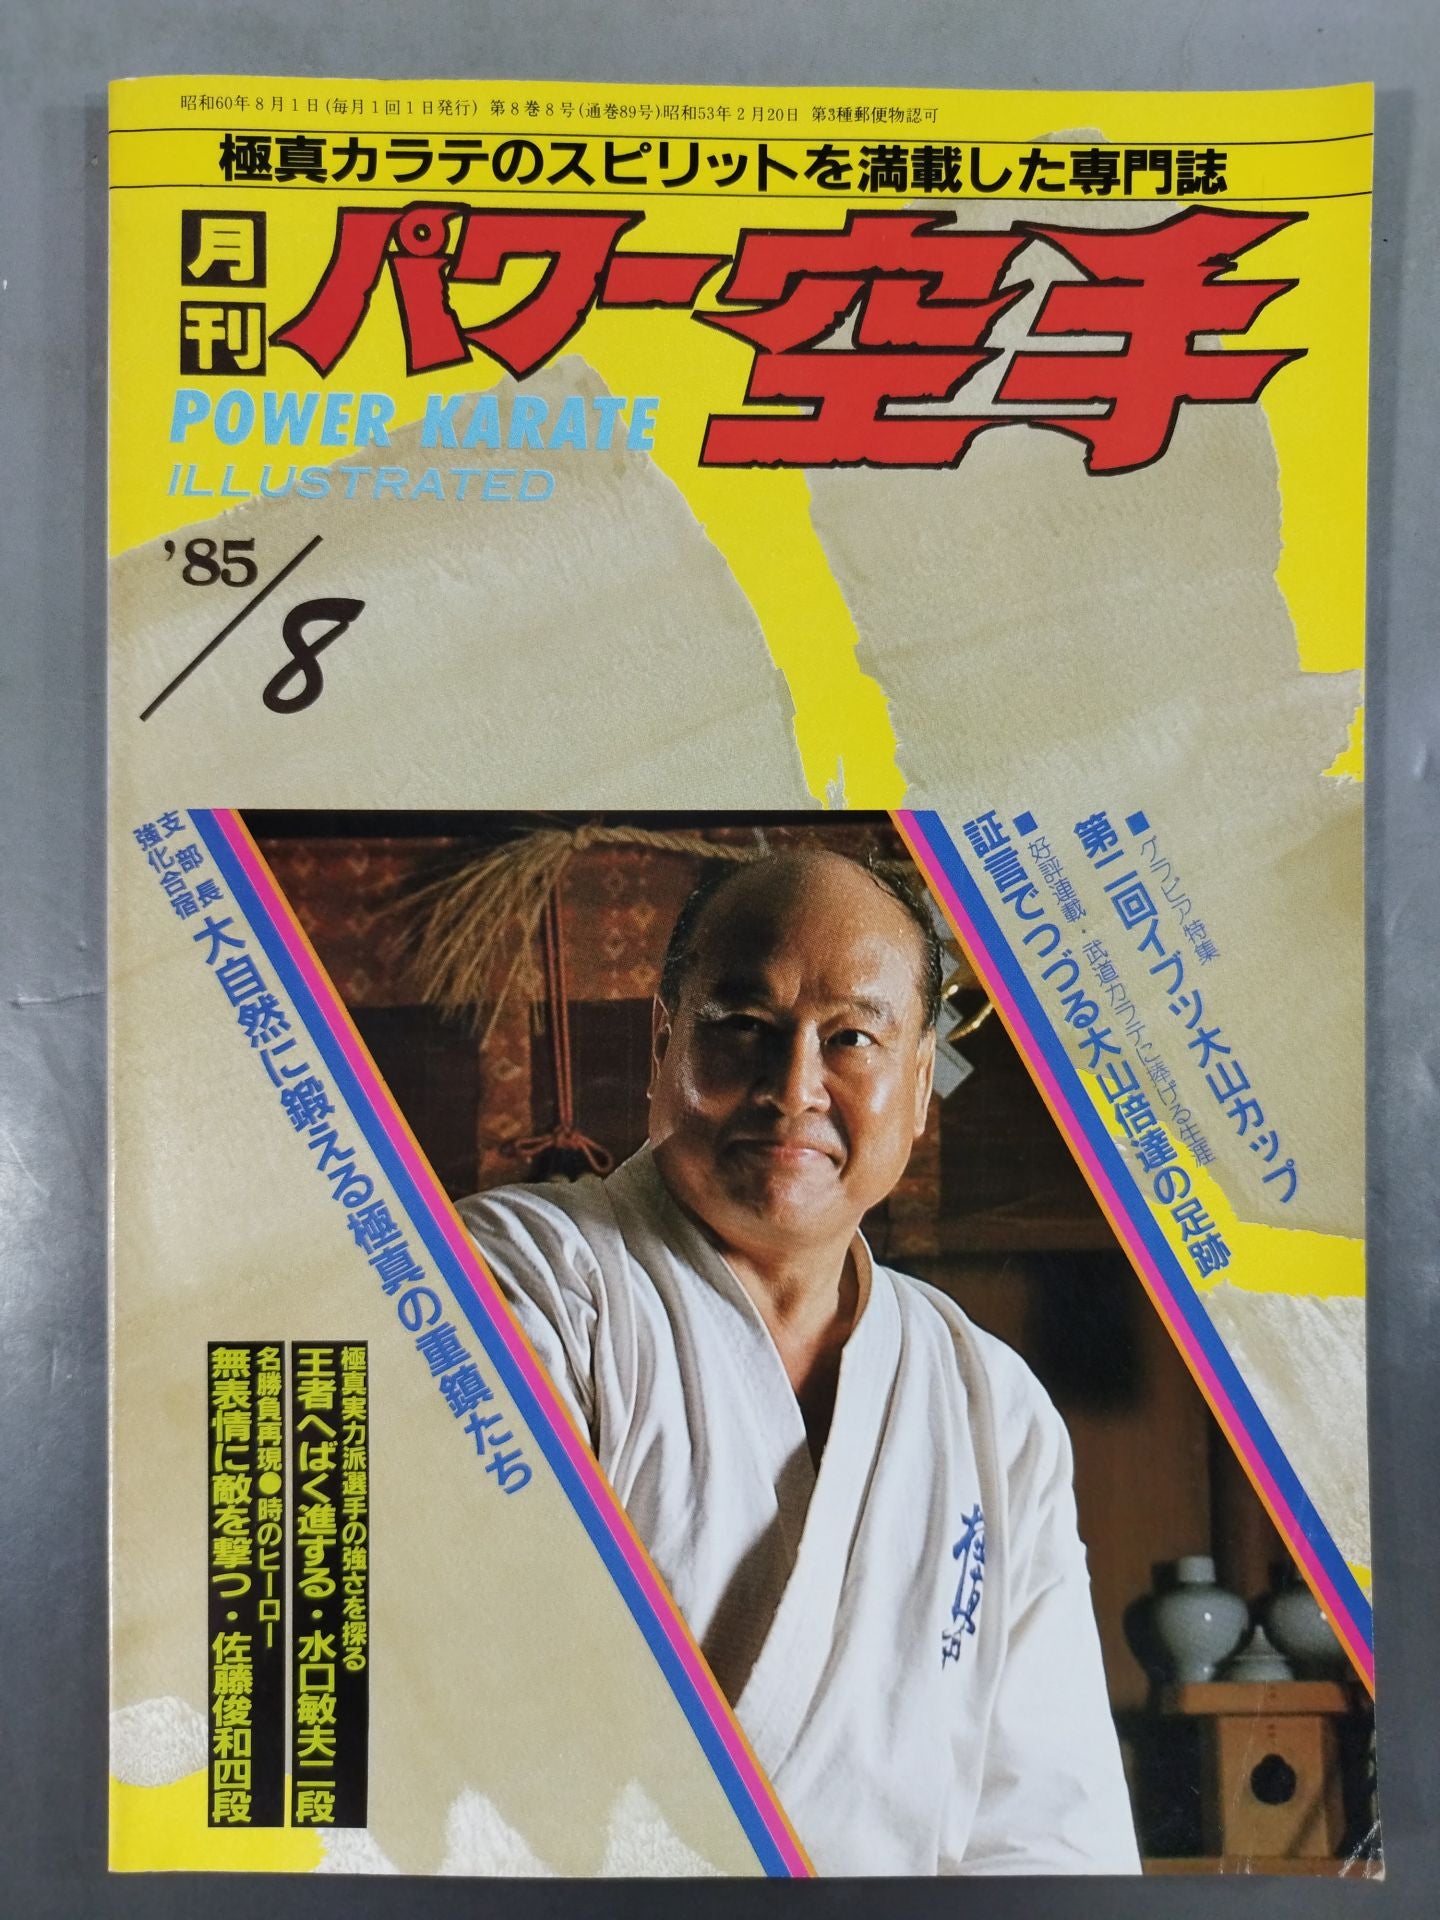 昭和60年8月1日(毎月1回1日発行) 第8巻8号(通巻89号)昭和53年2月20日 第3種郵便物認可
極真カラテのスピリットを満載した専門誌
月刊
パワー空手
POWER KARATE
ILLUSTRATED
'85/8
■グラビア特集
第二回イブツ大山カップ
■好評連載・武道カラテに捧げる生涯
証言でつづる大山倍達の足跡
支部長
強化合宿
大自然に鍛える極真の重鎮たち
極真実力派選手の強さを探る
王者へばく進する・水口敏夫二段
名勝負再現●時のヒーロー
無表情に敵を撃つ・佐藤俊和四段
極真会